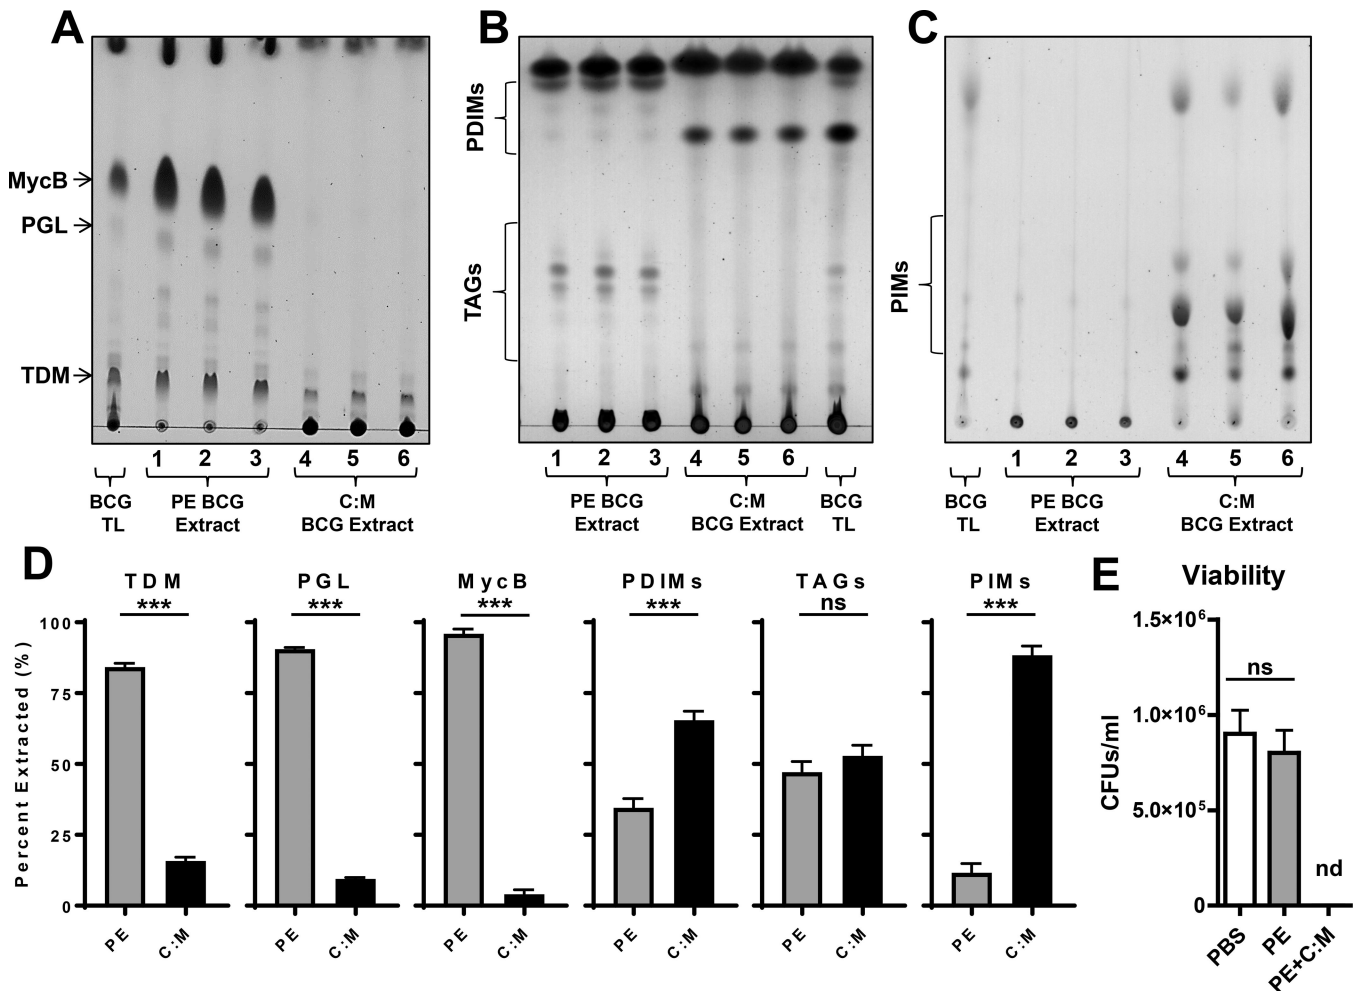 A
MycB
PGL
TDM
1 2 3 4 5 6
BCG TL
PE BCG Extract
C:M BCG Extract
B
PDIMs
TAGs
1 2 3 4 5 6
PE BCG Extract
C:M BCG Extract
BCG TL
C
PIMs
1 2 3 4 5 6
BCG TL
PE BCG Extract
C:M BCG Extract
D
Percent Extracted (%)
100
75
50
25
0
TDM
***
PE C:M
PGL
***
PE C:M
MycB
***
PE C:M
PDIMs
***
PE C:M
TAGs
ns
PE C:M
PIMs
***
PE C:M
E
Viability
CFUs/ml
1.5×10⁶
1.0×10⁶
5.0×10⁵
0
ns
nd
PBS
PE
PE+C:M